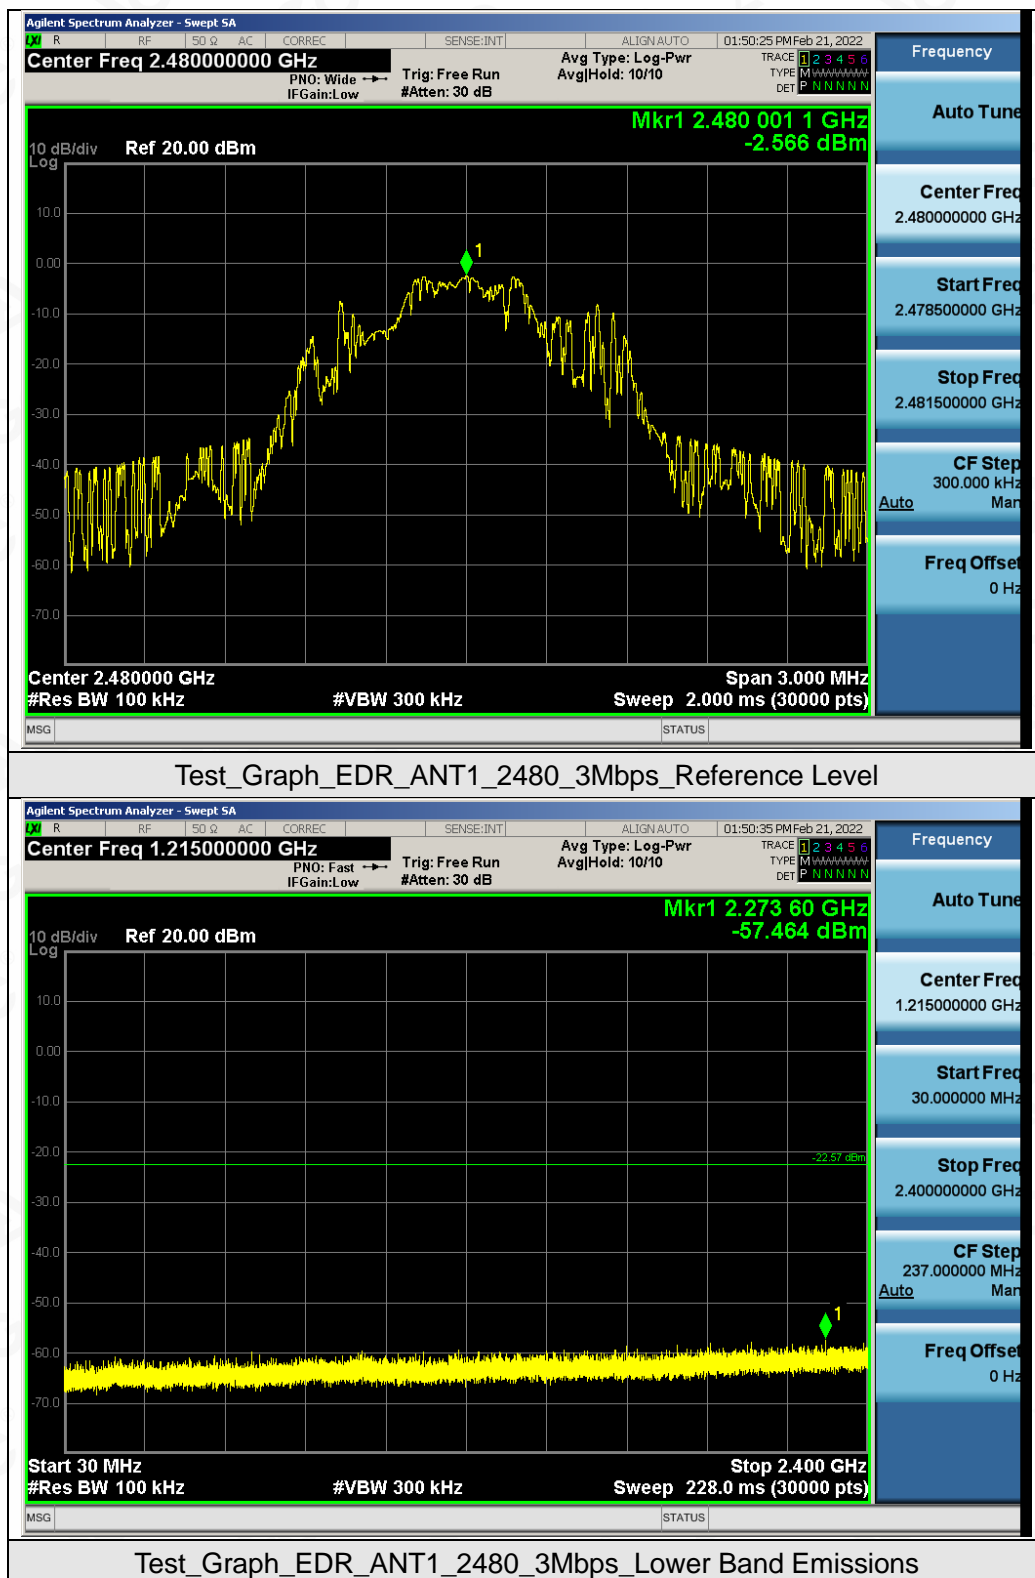 Agilent Spectrum Analyzer - Swept SA
LXI R RF 50 Ω AC CORREC SENSE:INT ALIGN AUTO 01:50:25 PM Feb 21, 2022
Center Freq 2.480000000 GHz
PNO: Wide
IFGain:Low
Trig: Free Run
#Atten: 30 dB
Avg Type: Log-Pwr
Avg|Hold: 10/10
TRACE 1 2 3 4 5 6
TYPE M
DET P N N N N N
Mkr1 2.480 001 1 GHz
-2.566 dBm
10 dB/div Ref 20.00 dBm
Log
10.0
0.00
-10.0
-20.0
-30.0
-40.0
-50.0
-60.0
-70.0
1
Center 2.480000 GHz Span 3.000 MHz
#Res BW 100 kHz #VBW 300 kHz Sweep 2.000 ms (30000 pts)
MSG STATUS
Frequency
Auto Tune
Center Freq
2.480000000 GHz
Start Freq
2.478500000 GHz
Stop Freq
2.481500000 GHz
CF Step
300.000 kHz
Auto Man
Freq Offset
0 Hz
Test_Graph_EDR_ANT1_2480_3Mbps_Reference Level
Agilent Spectrum Analyzer - Swept SA
LXI R RF 50 Ω AC CORREC SENSE:INT ALIGN AUTO 01:50:35 PM Feb 21, 2022
Center Freq 1.215000000 GHz
PNO: Fast
IFGain:Low
Trig: Free Run
#Atten: 30 dB
Avg Type: Log-Pwr
Avg|Hold: 10/10
TRACE 1 2 3 4 5 6
TYPE M
DET P N N N N N
Mkr1 2.273 60 GHz
-57.464 dBm
10 dB/div Ref 20.00 dBm
Log
10.0
0.00
-10.0
-20.0
-30.0
-40.0
-50.0
-60.0
-70.0
-22.57 dBm
1
Start 30 MHz Stop 2.400 GHz
#Res BW 100 kHz #VBW 300 kHz Sweep 228.0 ms (30000 pts)
MSG STATUS
Frequency
Auto Tune
Center Freq
1.215000000 GHz
Start Freq
30.000000 MHz
Stop Freq
2.400000000 GHz
CF Step
237.000000 MHz
Auto Man
Freq Offset
0 Hz
Test_Graph_EDR_ANT1_2480_3Mbps_Lower Band Emissions